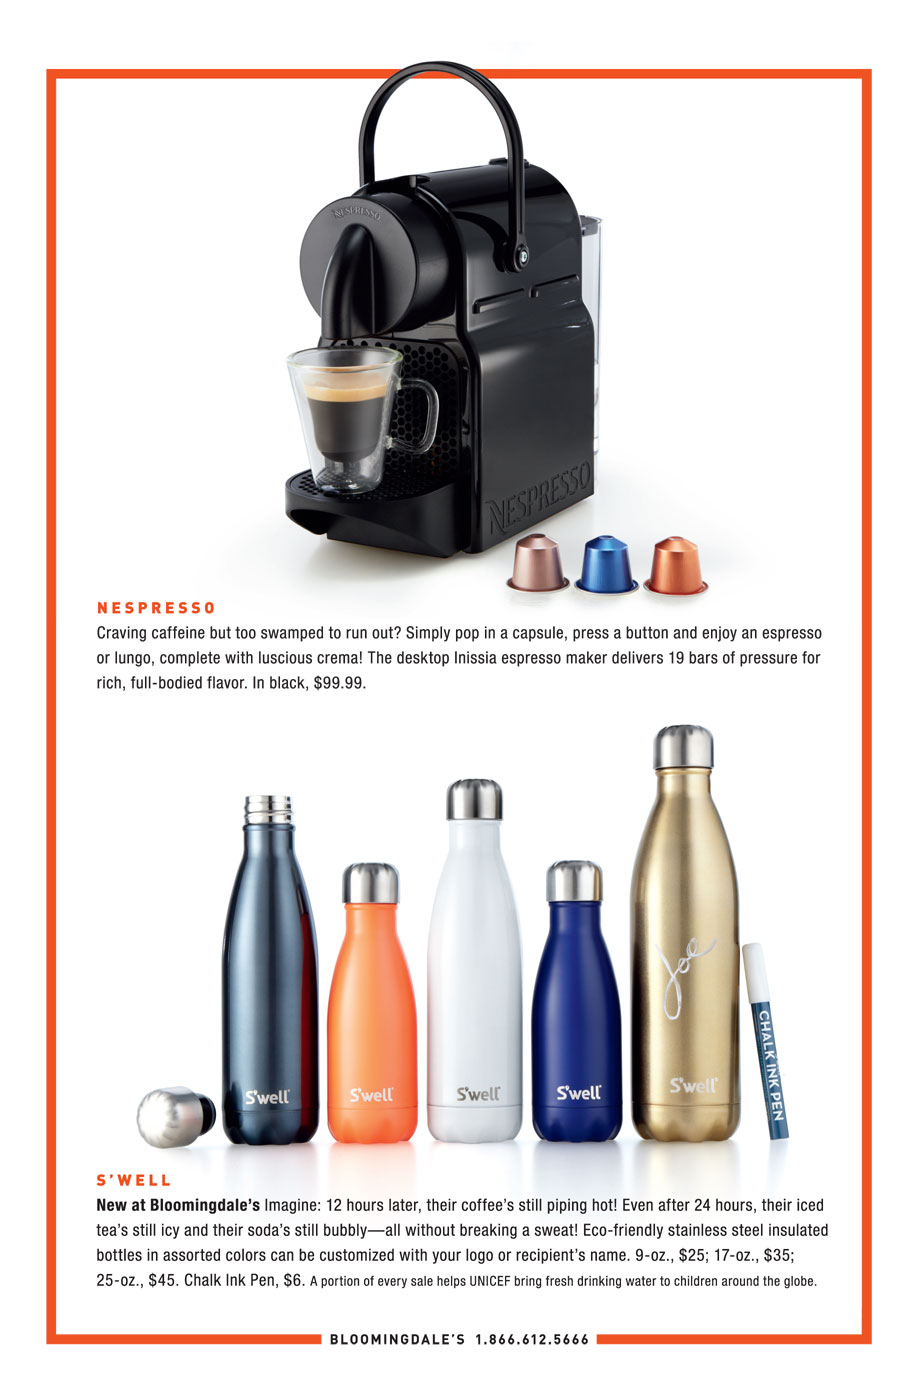 NESPRESSO
NESPRESSO
NESPRESSO
Craving caffeine but too swamped to run out? Simply pop in a capsule, press a button and enjoy an espresso
or lungo, complete with luscious crema! The desktop Inissia espresso maker delivers 19 bars of pressure for
rich, full-bodied flavor. In black, $99.99.
Joe
CHALK INK PEN
S'well
S'well
S'well
S'well
S'well
S'WELL
New at Bloomingdale's Imagine: 12 hours later, their coffee's still piping hot! Even after 24 hours, their iced
tea's still icy and their soda's still bubbly—all without breaking a sweat! Eco-friendly stainless steel insulated
bottles in assorted colors can be customized with your logo or recipient's name. 9-oz., $25; 17-oz., $35;
25-oz., $45. Chalk Ink Pen, $6. A portion of every sale helps UNICEF bring fresh drinking water to children around the globe.
BLOOMINGDALE'S 1.866.612.5666